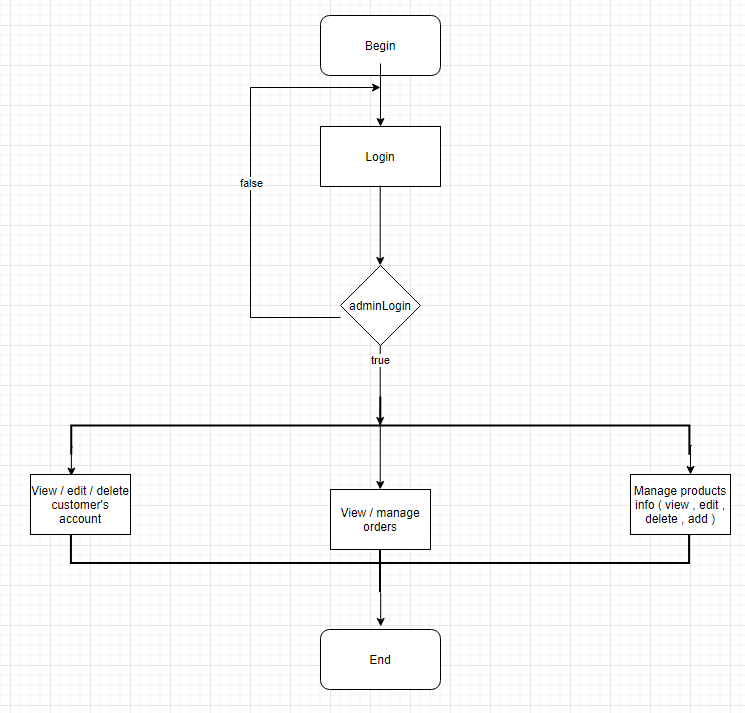 Begin
Login
false
adminLogin
true
View / edit / delete
customer's
account
View / manage
orders
Manage products
info ( view , edit ,
delete , add )
End